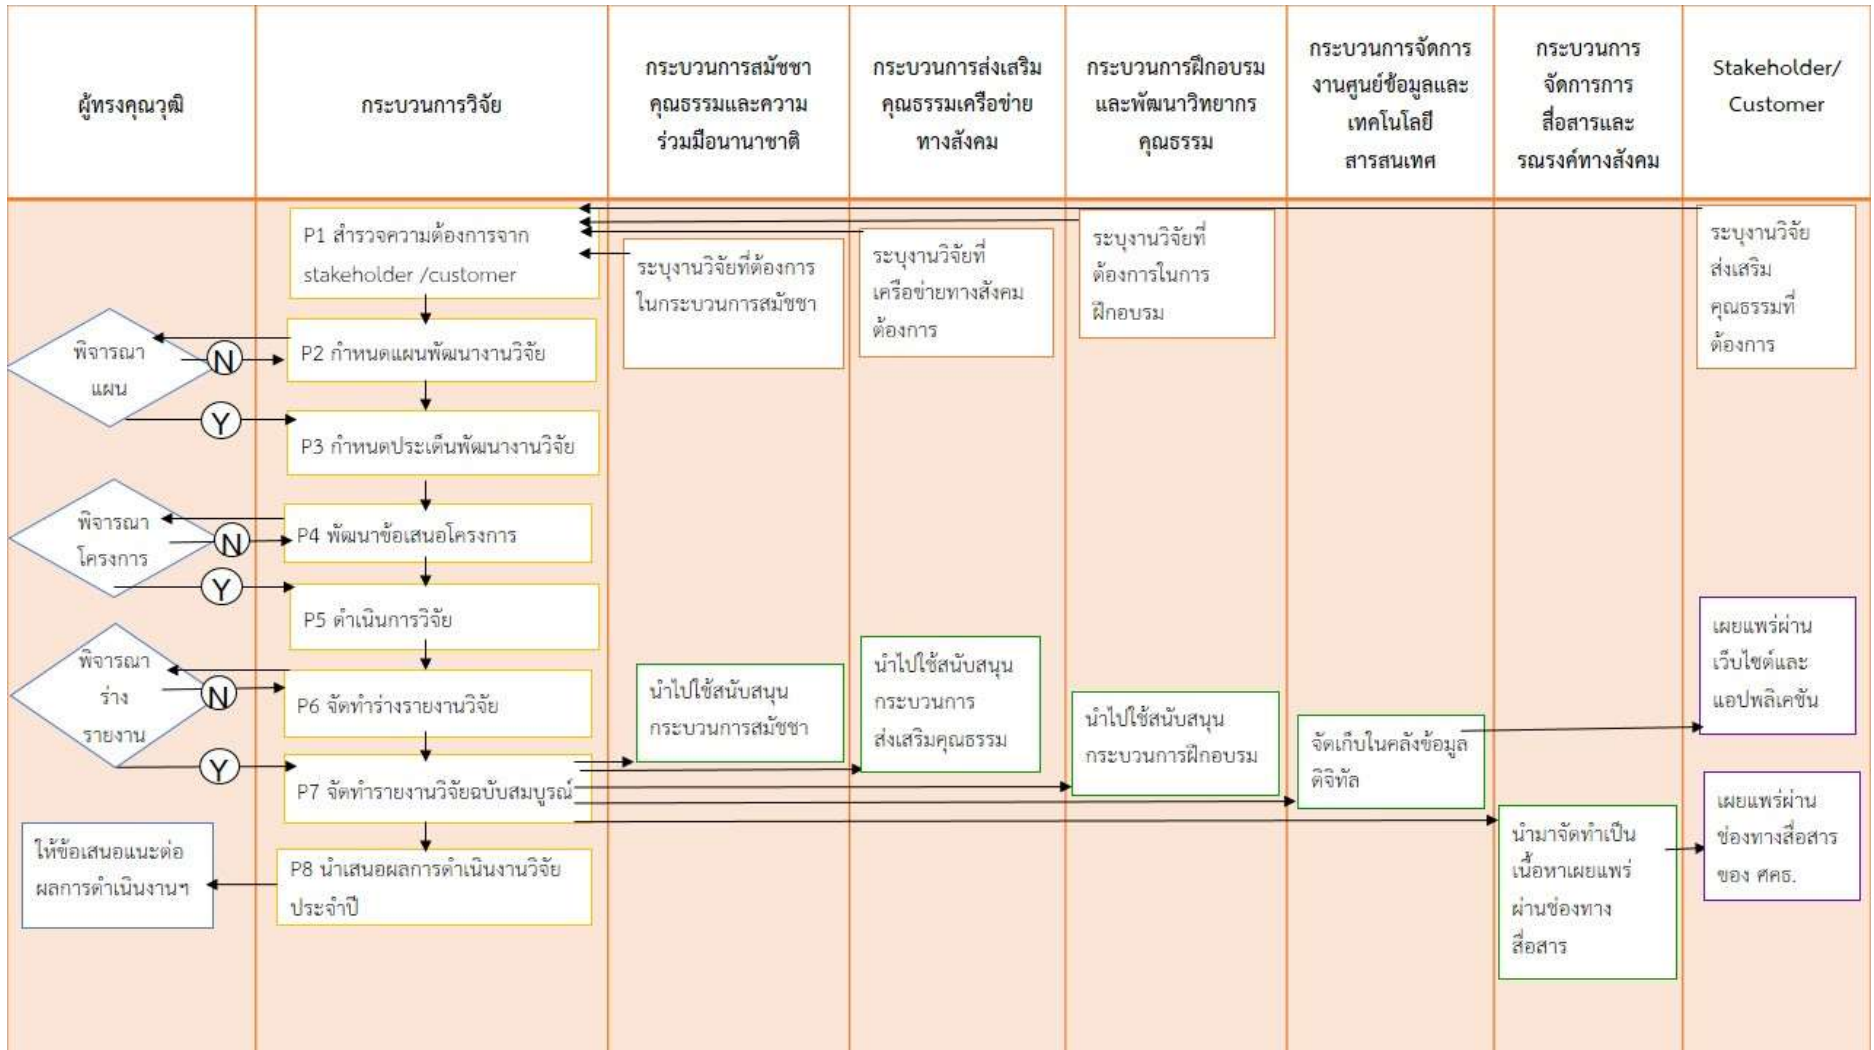 ผู้ทรงคุณวุฒิ
กระบวนการวิจัย
กระบวนการสมัชชา
คุณธรรมและความ
ร่วมมือนานาชาติ
กระบวนการส่งเสริม
คุณธรรมเครือข่าย
ทางสังคม
กระบวนการฝึกอบรม
และพัฒนาวิทยากร
คุณธรรม
กระบวนการจัดการ
งานศูนย์ข้อมูลและ
เทคโนโลยี
สารสนเทศ
กระบวนการ
จัดการการ
สื่อสารและ
รณรงค์ทางสังคม
Stakeholder/
Customer
P1 สำรวจความต้องการจาก
stakeholder /customer
ระบุงานวิจัยที่ต้องการ
ในกระบวนการสมัชชา
ระบุงานวิจัยที่
เครือข่ายทางสังคม
ต้องการ
ระบุงานวิจัยที่
ต้องการในการ
ฝึกอบรม
ระบุงานวิจัย
ส่งเสริม
คุณธรรมที่
ต้องการ
พิจารณา
แผน
N
P2 กำหนดแผนพัฒนางานวิจัย
Y
P3 กำหนดประเด็นพัฒนางานวิจัย
พิจารณา
โครงการ
N
P4 พัฒนาข้อเสนอโครงการ
Y
P5 ดำเนินการวิจัย
พิจารณา
ร่าง
รายงาน
N
P6 จัดทำร่างรายงานวิจัย
Y
P7 จัดทำรายงานวิจัยฉบับสมบูรณ์
นำไปใช้สนับสนุน
กระบวนการสมัชชา
นำไปใช้สนับสนุน
กระบวนการ
ส่งเสริมคุณธรรม
นำไปใช้สนับสนุน
กระบวนการฝึกอบรม
จัดเก็บในคลังข้อมูล
ดิจิทัล
เผยแพร่ผ่าน
เว็บไซต์และ
แอปพลิเคชัน
นำมาจัดทำเป็น
เนื้อหาเผยแพร่
ผ่านช่องทาง
สื่อสาร
เผยแพร่ผ่าน
ช่องทางสื่อสาร
ของ ศคธ.
ให้ข้อเสนอแนะต่อ
ผลการดำเนินงานฯ
P8 นำเสนอผลการดำเนินงานวิจัย
ประจำปี